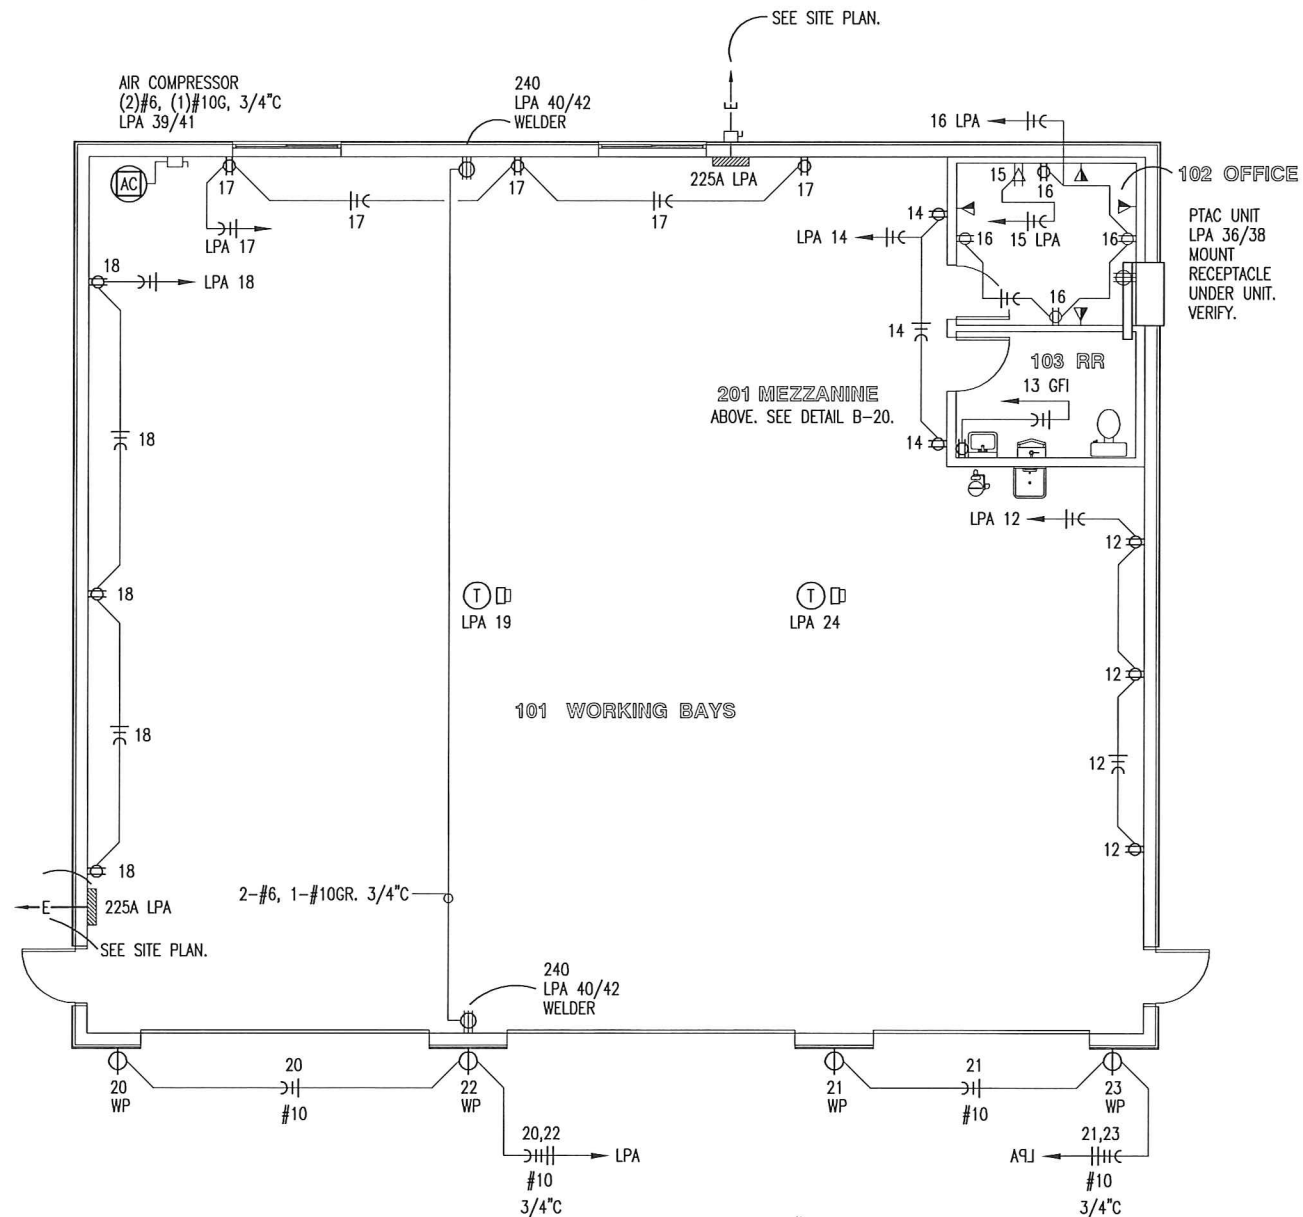 SEE SITE PLAN.
AIR COMPRESSOR
(2)#6, (1)#10G, 3/4"C
LPA 39/41
240
LPA 40/42
WELDER
16 LPA
AC
17
17
225A LPA
17
15
16
102 OFFICE
17
17
LPA 17
14
LPA 14
16
15 LPA
16
PTAC UNIT
LPA 36/38
MOUNT
RECEPTACLE
UNDER UNIT.
VERIFY.
18
LPA 18
16
14
103 RR
13 GFI
201 MEZZANINE
ABOVE. SEE DETAIL B-20.
14
18
LPA 12
12
18
T
LPA 19
T
LPA 24
12
101 WORKING BAYS
18
12
12
18
2-#6, 1-#10GR. 3/4"C
E
225A LPA
SEE SITE PLAN.
240
LPA 40/42
WELDER
20
WP
20
#10
22
WP
21
WP
21
#10
23
WP
20,22
LPA
#10
3/4"C
21,23
LPA
#10
3/4"C